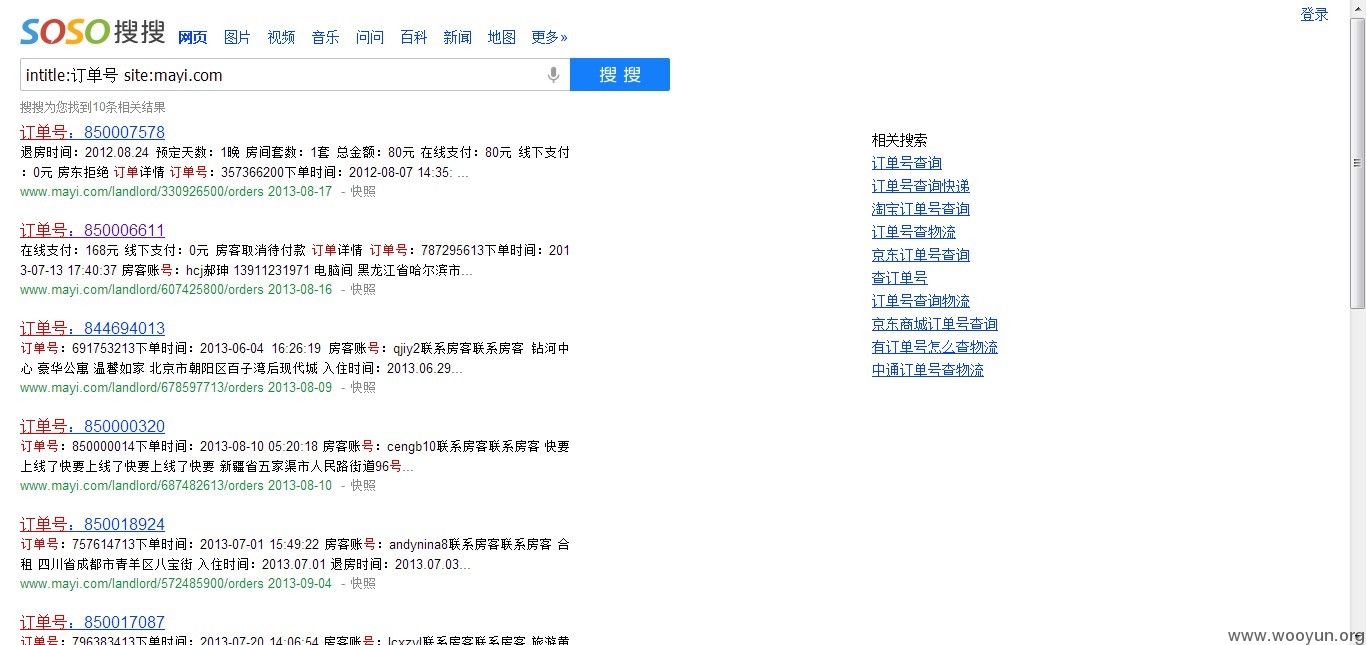 登录
SOSO搜搜 网页 图片 视频 音乐 问问 百科 新闻 地图 更多»
intitle:订单号 site:mayi.com 搜 搜
搜搜为您找到10条相关结果
订单号：850007578
退房时间：2012.08.24 预定天数：1晚 房间套数：1套 总金额：80元 在线支付：80元 线下支付
：0元 房东拒绝 订单详情 订单号：357366200下单时间：2012-08-07 14:35: ...
www.mayi.com/landlord/330926500/orders 2013-08-17 - 快照
订单号：850006611
在线支付：168元 线下支付：0元 房客取消待付款 订单详情 订单号：787295613下单时间：201
3-07-13 17:40:37 房客账号：hcj郝珅 13911231971 电脑间 黑龙江省哈尔滨市...
www.mayi.com/landlord/607425800/orders 2013-08-16 - 快照
订单号：844694013
订单号：691753213下单时间：2013-06-04 16:26:19 房客账号：qjiy2联系房客联系房客 钻河中
心 豪华公寓 温馨如家 北京市朝阳区百子湾后现代城 入住时间：2013.06.29...
www.mayi.com/landlord/678597713/orders 2013-08-09 - 快照
订单号：850000320
订单号：850000014下单时间：2013-08-10 05:20:18 房客账号：cengb10联系房客联系房客 快要
上线了快要上线了快要上线了快要 新疆省五家渠市人民路街道96号...
www.mayi.com/landlord/687482613/orders 2013-08-10 - 快照
订单号：850018924
订单号：757614713下单时间：2013-07-01 15:49:22 房客账号：andynina8联系房客联系房客 合
租 四川省成都市青羊区八宝街 入住时间：2013.07.01 退房时间：2013.07.03...
www.mayi.com/landlord/572485900/orders 2013-09-04 - 快照
订单号：850017087
订单号：796383413下单时间：2013-07-20 14:06:54 房客账号：lcxzyl联系房客联系房客 旅游黄
相关搜索
订单号查询
订单号查询快递
淘宝订单号查询
订单号查物流
京东订单号查询
查订单号
订单号查询物流
京东商城订单号查询
有订单号怎么查物流
中通订单号查物流
www.wooyun.org